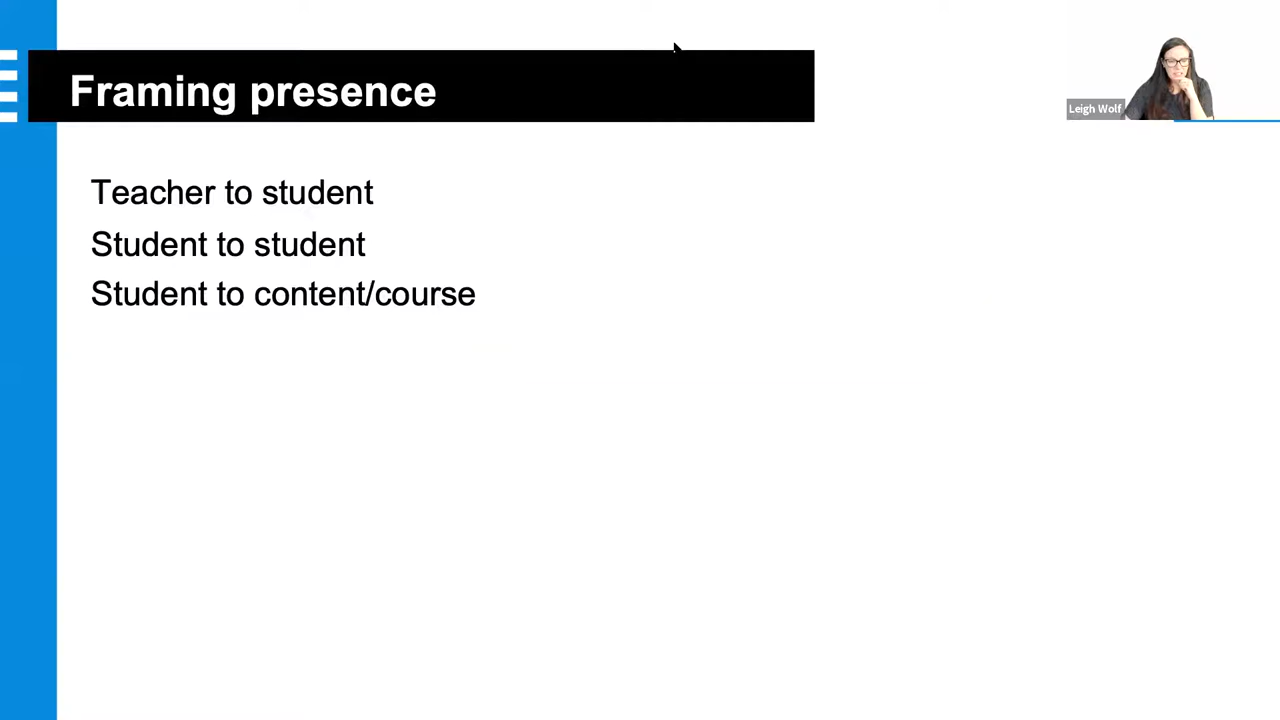 Framing presence
Leigh Wolf
Teacher to student
Student to student
Student to content/course